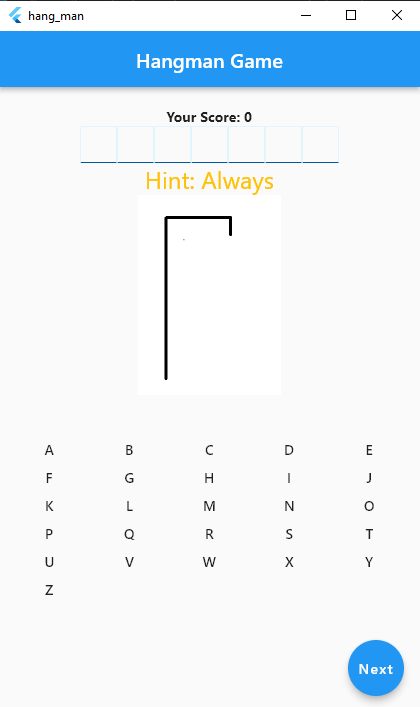 hang_man
Hangman Game
Your Score: 0
Hint: Always
A B C D E
F G H I J
K L M N O
P Q R S T
U V W X Y
Z
Next